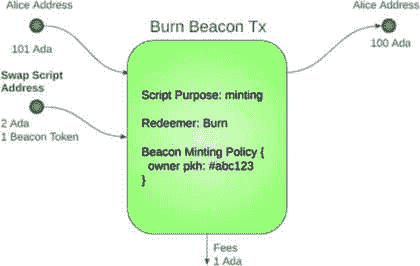 Alice Address
Burn Beacon Tx
Alice Address
101 Ada
100 Ada
Swap Script
Address
2 Ada
1 Beacon Token
Script Purpose: minting
Redeemer: Burn
Beacon Minting Policy {
owner pkh: #abc123
}
Fees
1 Ada